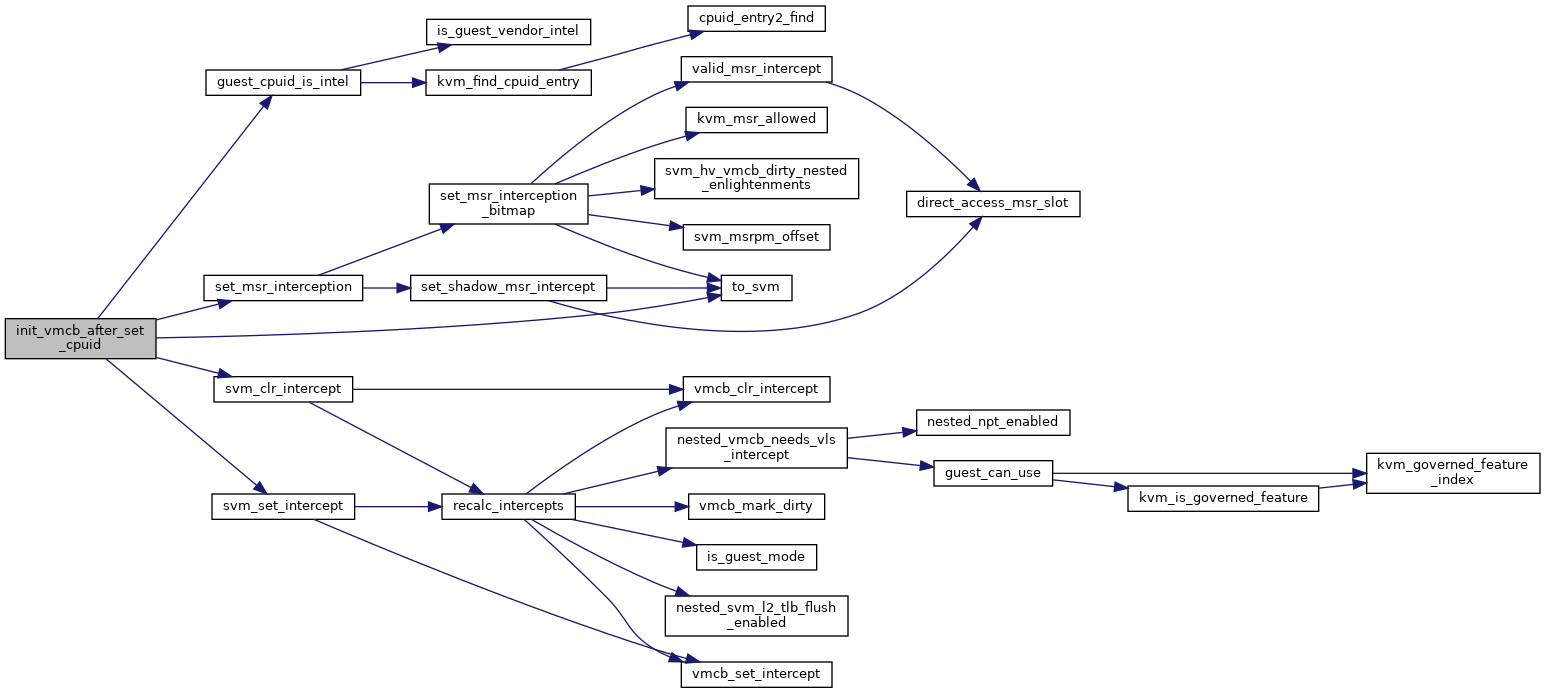 init_vmcb_after_set
_cpuid
guest_cpuid_is_intel
is_guest_vendor_intel
kvm_find_cpuid_entry
cpuid_entry2_find
set_msr_interception
set_msr_interception
_bitmap
valid_msr_intercept
kvm_msr_allowed
svm_hv_vmcb_dirty_nested
_enlightenments
svm_msrpm_offset
to_svm
set_shadow_msr_intercept
direct_access_msr_slot
svm_clr_intercept
vmcb_clr_intercept
svm_set_intercept
recalc_intercepts
nested_vmcb_needs_vls
_intercept
nested_npt_enabled
guest_can_use
kvm_is_governed_feature
kvm_governed_feature
_index
vmcb_mark_dirty
is_guest_mode
nested_svm_l2_tlb_flush
_enabled
vmcb_set_intercept